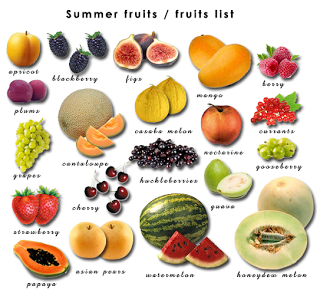 Summer fruits / fruits list
apricot
blackberry
figs
mango
berry
plums
casaba melon
currants
nectarine
cantaloupe
grapes
huckleberries
gooseberry
cherry
guava
strawberry
asian pears
watermelon
honeydew melon
papaya